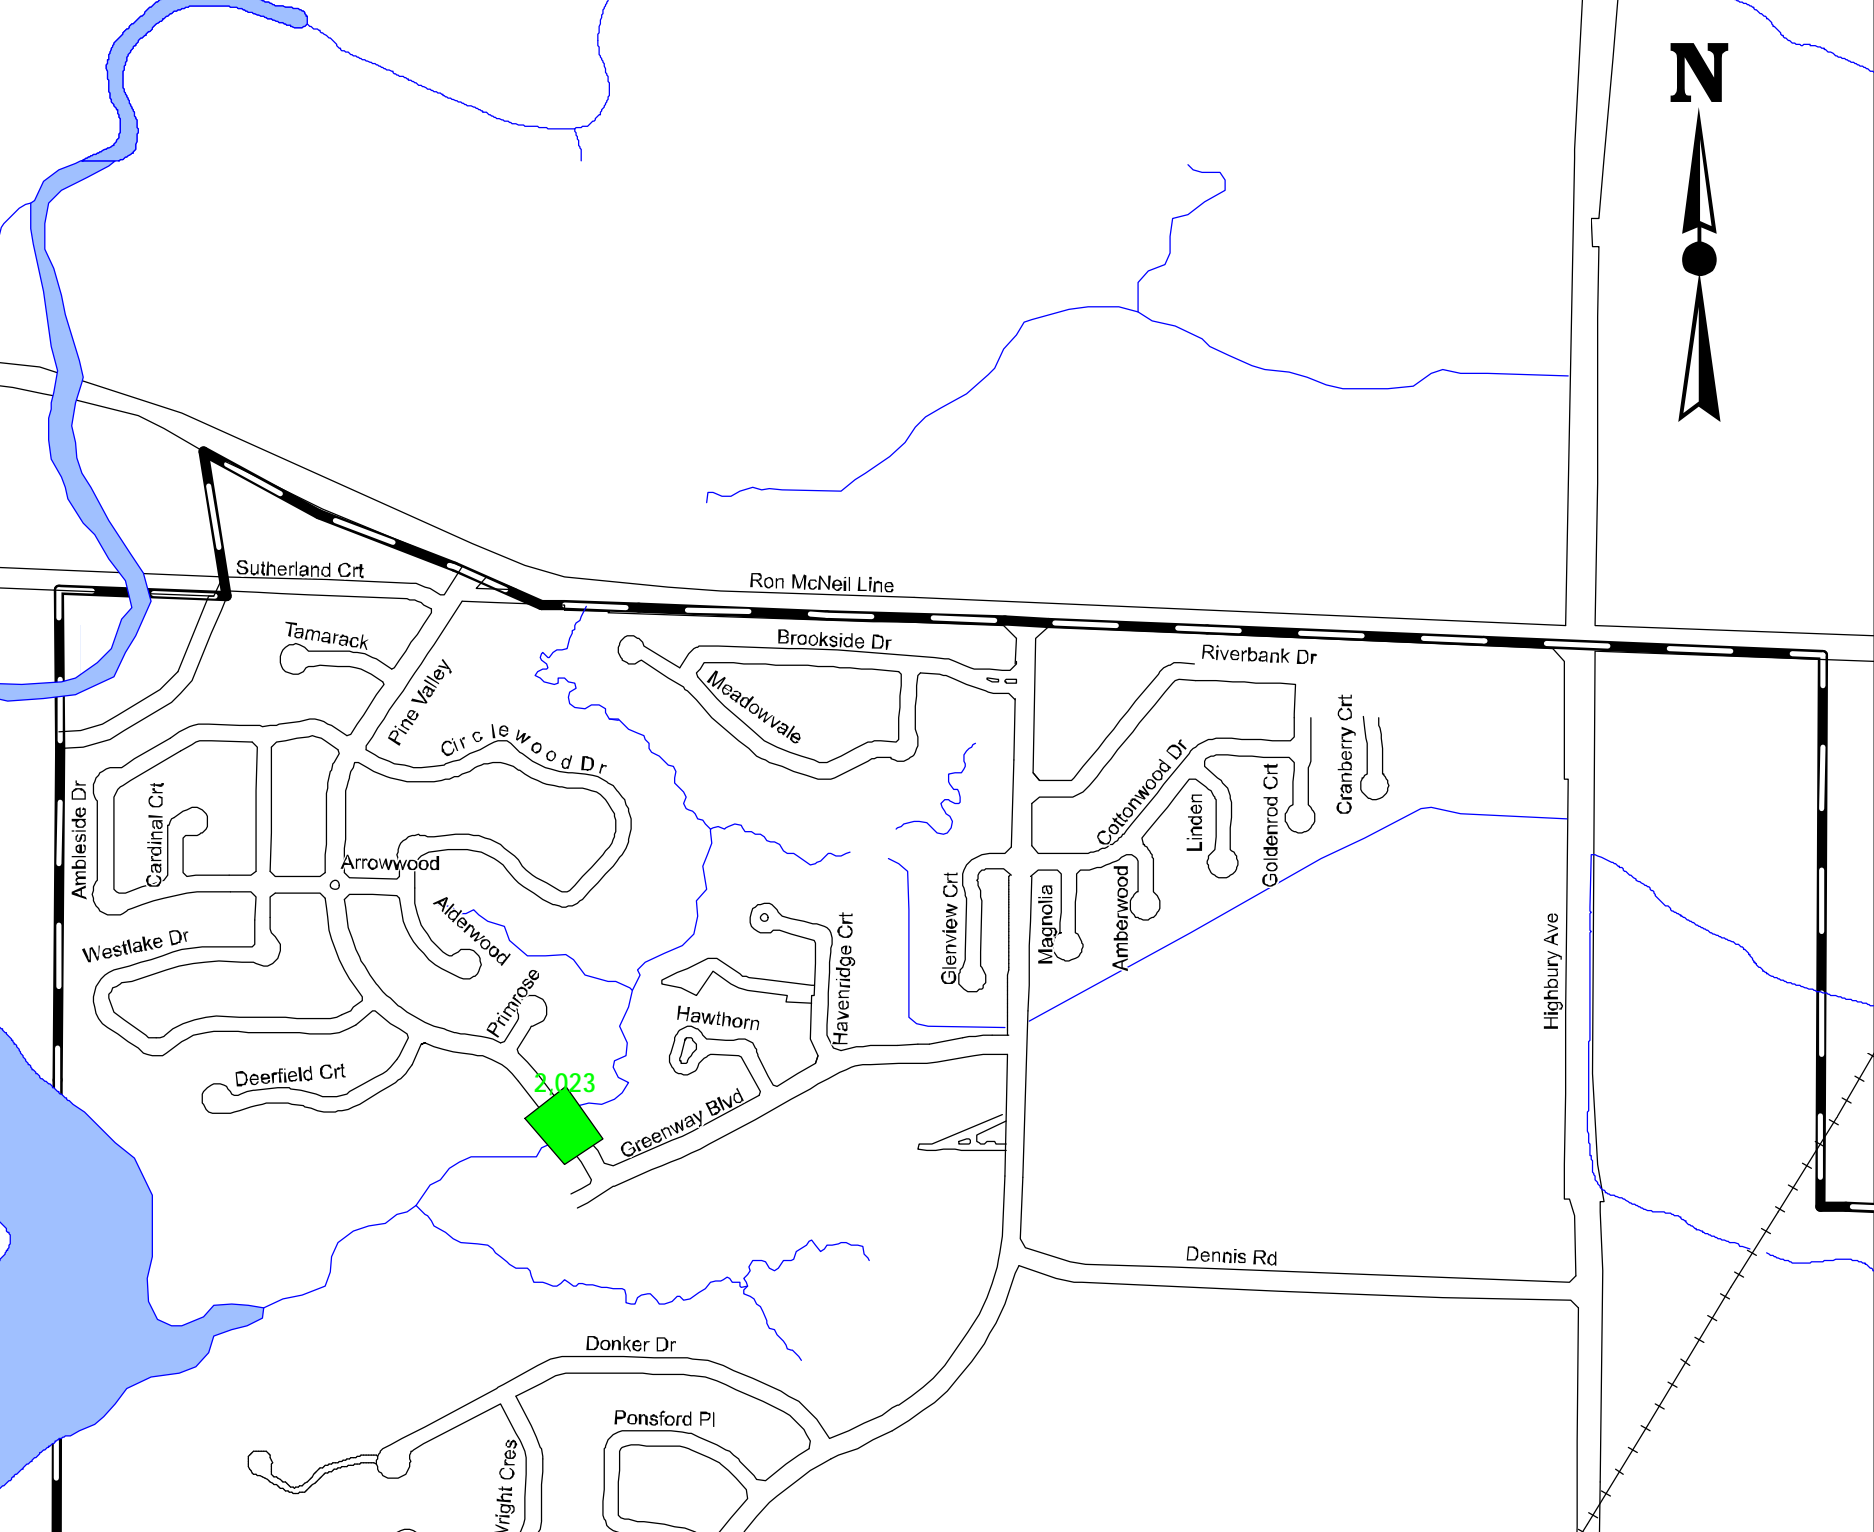 N
Sutherland Crt
Ron McNeil Line
Tamarack
Brookside Dr
Riverbank Dr
Pine Valley
Meadowvale
Circlewood Dr
Cranberry Crt
Cottonwood Dr
Linden
Goldenrod Crt
Ambleside Dr
Cardinal Crt
Arrowwood
Alderwood
Glenview Crt
Magnolia
Amberwood
Westlake Dr
Primrose
Havenridge Crt
Highbury Ave
Hawthorn
Deerfield Crt
2,023
Greenway Blvd
Dennis Rd
Donker Dr
Ponsford Pl
Cres